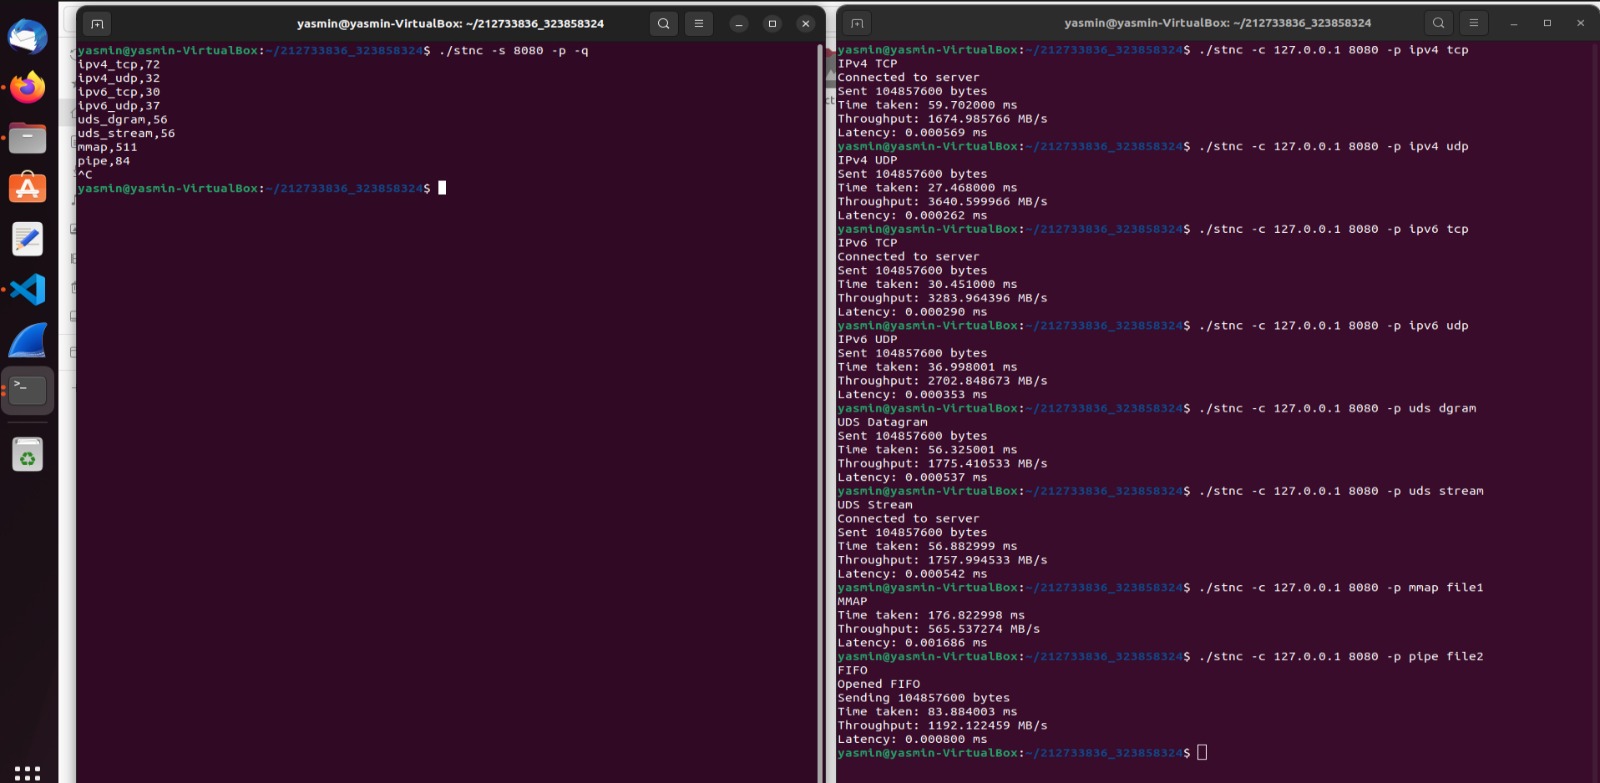 yasmin@yasmin-VirtualBox: ~/212733836_323858324
yasmin@yasmin-VirtualBox:~/212733836_323858324$ ./stnc -s 8080 -p -q
ipv4_tcp,72
ipv4_udp,32
ipv6_tcp,30
ipv6_udp,37
uds_dgram,56
uds_stream,56
mmap,511
pipe,84
^C
yasmin@yasmin-VirtualBox:~/212733836_323858324$
yasmin@yasmin-VirtualBox: ~/212733836_323858324
yasmin@yasmin-VirtualBox:~/212733836_323858324$ ./stnc -c 127.0.0.1 8080 -p ipv4 tcp
IPv4 TCP
Connected to server
Sent 104857600 bytes
Time taken: 59.702000 ms
Throughput: 1674.985766 MB/s
Latency: 0.000569 ms
yasmin@yasmin-VirtualBox:~/212733836_323858324$ ./stnc -c 127.0.0.1 8080 -p ipv4 udp
IPv4 UDP
Sent 104857600 bytes
Time taken: 27.468000 ms
Throughput: 3640.599966 MB/s
Latency: 0.000262 ms
yasmin@yasmin-VirtualBox:~/212733836_323858324$ ./stnc -c 127.0.0.1 8080 -p ipv6 tcp
IPv6 TCP
Connected to server
Sent 104857600 bytes
Time taken: 30.451000 ms
Throughput: 3283.964396 MB/s
Latency: 0.000290 ms
yasmin@yasmin-VirtualBox:~/212733836_323858324$ ./stnc -c 127.0.0.1 8080 -p ipv6 udp
IPv6 UDP
Sent 104857600 bytes
Time taken: 36.998001 ms
Throughput: 2702.848673 MB/s
Latency: 0.000353 ms
yasmin@yasmin-VirtualBox:~/212733836_323858324$ ./stnc -c 127.0.0.1 8080 -p uds dgram
UDS Datagram
Sent 104857600 bytes
Time taken: 56.325001 ms
Throughput: 1775.410533 MB/s
Latency: 0.000537 ms
yasmin@yasmin-VirtualBox:~/212733836_323858324$ ./stnc -c 127.0.0.1 8080 -p uds stream
UDS Stream
Connected to server
Sent 104857600 bytes
Time taken: 56.882999 ms
Throughput: 1757.994533 MB/s
Latency: 0.000542 ms
yasmin@yasmin-VirtualBox:~/212733836_323858324$ ./stnc -c 127.0.0.1 8080 -p mmap file1
MMAP
Time taken: 176.822998 ms
Throughput: 565.537274 MB/s
Latency: 0.001686 ms
yasmin@yasmin-VirtualBox:~/212733836_323858324$ ./stnc -c 127.0.0.1 8080 -p pipe file2
FIFO
Opened FIFO
Sending 104857600 bytes
Time taken: 83.884003 ms
Throughput: 1192.122459 MB/s
Latency: 0.000800 ms
yasmin@yasmin-VirtualBox:~/212733836_323858324$